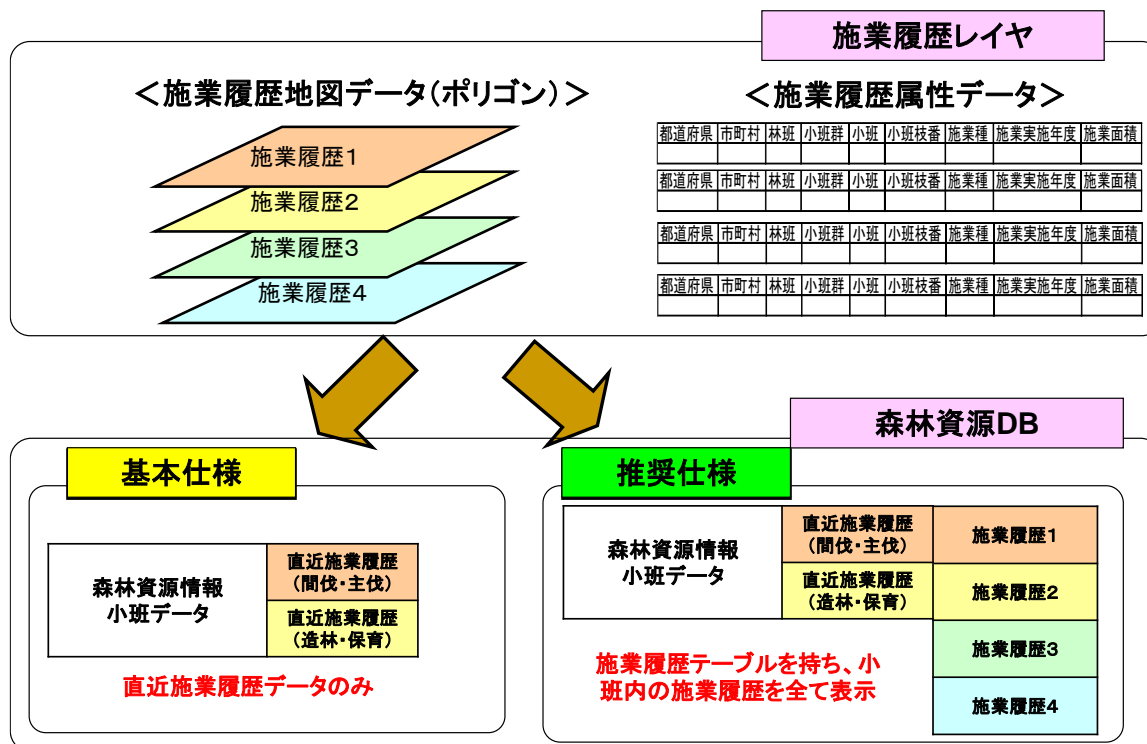 施業履歴レイヤ
＜施業履歴地図データ（ポリゴン）＞
施業履歴1
施業履歴2
施業履歴3
施業履歴4
＜施業履歴属性データ＞
都道府県 市町村 林班 小班群 小班 小班枝番 施業種 施業実施年度 施業面積
都道府県 市町村 林班 小班群 小班 小班枝番 施業種 施業実施年度 施業面積
都道府県 市町村 林班 小班群 小班 小班枝番 施業種 施業実施年度 施業面積
都道府県 市町村 林班 小班群 小班 小班枝番 施業種 施業実施年度 施業面積
森林資源DB
基本仕様
森林資源情報
小班データ
直近施業履歴
（間伐・主伐）
直近施業履歴
（造林・保育）
直近施業履歴データのみ
推奨仕様
森林資源情報
小班データ
直近施業履歴
（間伐・主伐）
直近施業履歴
（造林・保育）
施業履歴1
施業履歴2
施業履歴3
施業履歴4
施業履歴テーブルを持ち、小
班内の施業履歴を全て表示